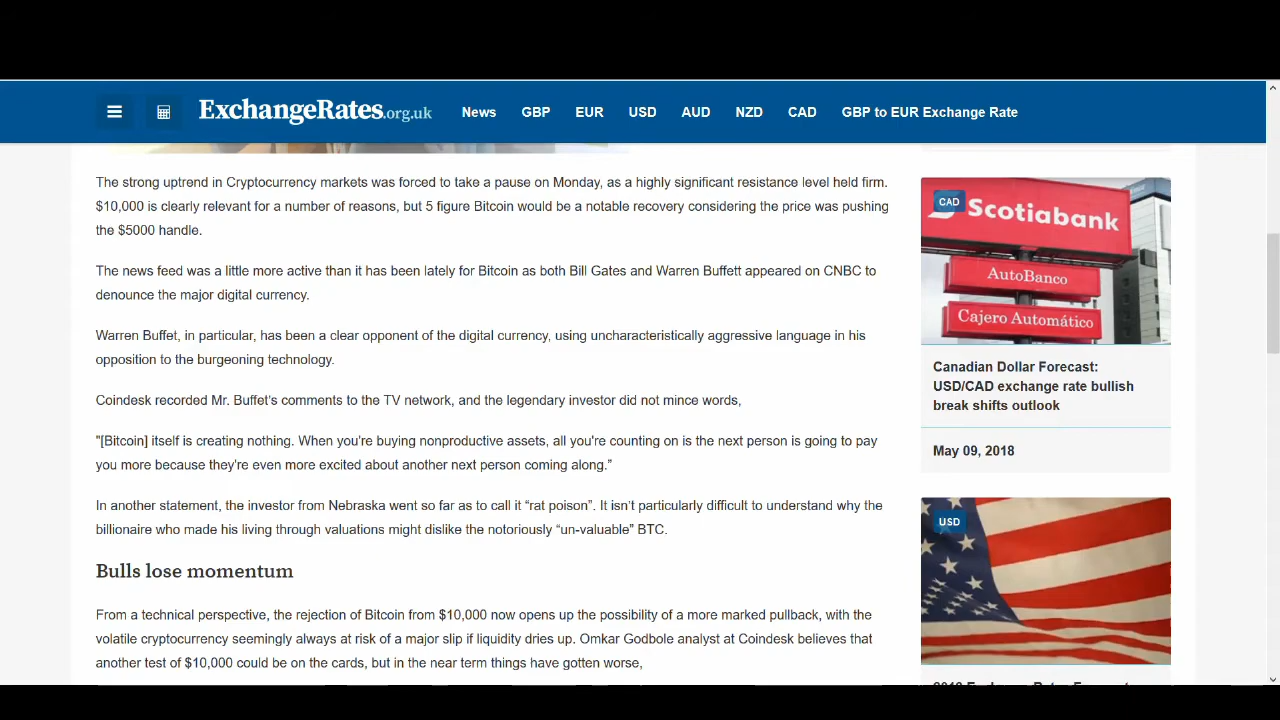 ExchangeRates.org.uk News GBP EUR USD AUD NZD CAD GBP to EUR Exchange Rate
The strong uptrend in Cryptocurrency markets was forced to take a pause on Monday, as a highly significant resistance level held firm.
$10,000 is clearly relevant for a number of reasons, but 5 figure Bitcoin would be a notable recovery considering the price was pushing
the $5000 handle.
The news feed was a little more active than it has been lately for Bitcoin as both Bill Gates and Warren Buffett appeared on CNBC to
denounce the major digital currency.
Warren Buffet, in particular, has been a clear opponent of the digital currency, using uncharacteristically aggressive language in his
opposition to the burgeoning technology.
Coindesk recorded Mr. Buffet's comments to the TV network, and the legendary investor did not mince words,
"[Bitcoin] itself is creating nothing. When you're buying nonproductive assets, all you're counting on is the next person is going to pay
you more because they're even more excited about another next person coming along.”
In another statement, the investor from Nebraska went so far as to call it “rat poison”. It isn’t particularly difficult to understand why the
billionaire who made his living through valuations might dislike the notoriously “un-valuable” BTC.
Bulls lose momentum
From a technical perspective, the rejection of Bitcoin from $10,000 now opens up the possibility of a more marked pullback, with the
volatile cryptocurrency seemingly always at risk of a major slip if liquidity dries up. Omkar Godbole analyst at Coindesk believes that
another test of $10,000 could be on the cards, but in the near term things have gotten worse,
CAD
Scotiabank
AutoBanco
Cajero Automático
Canadian Dollar Forecast:
USD/CAD exchange rate bullish
break shifts outlook
May 09, 2018
USD